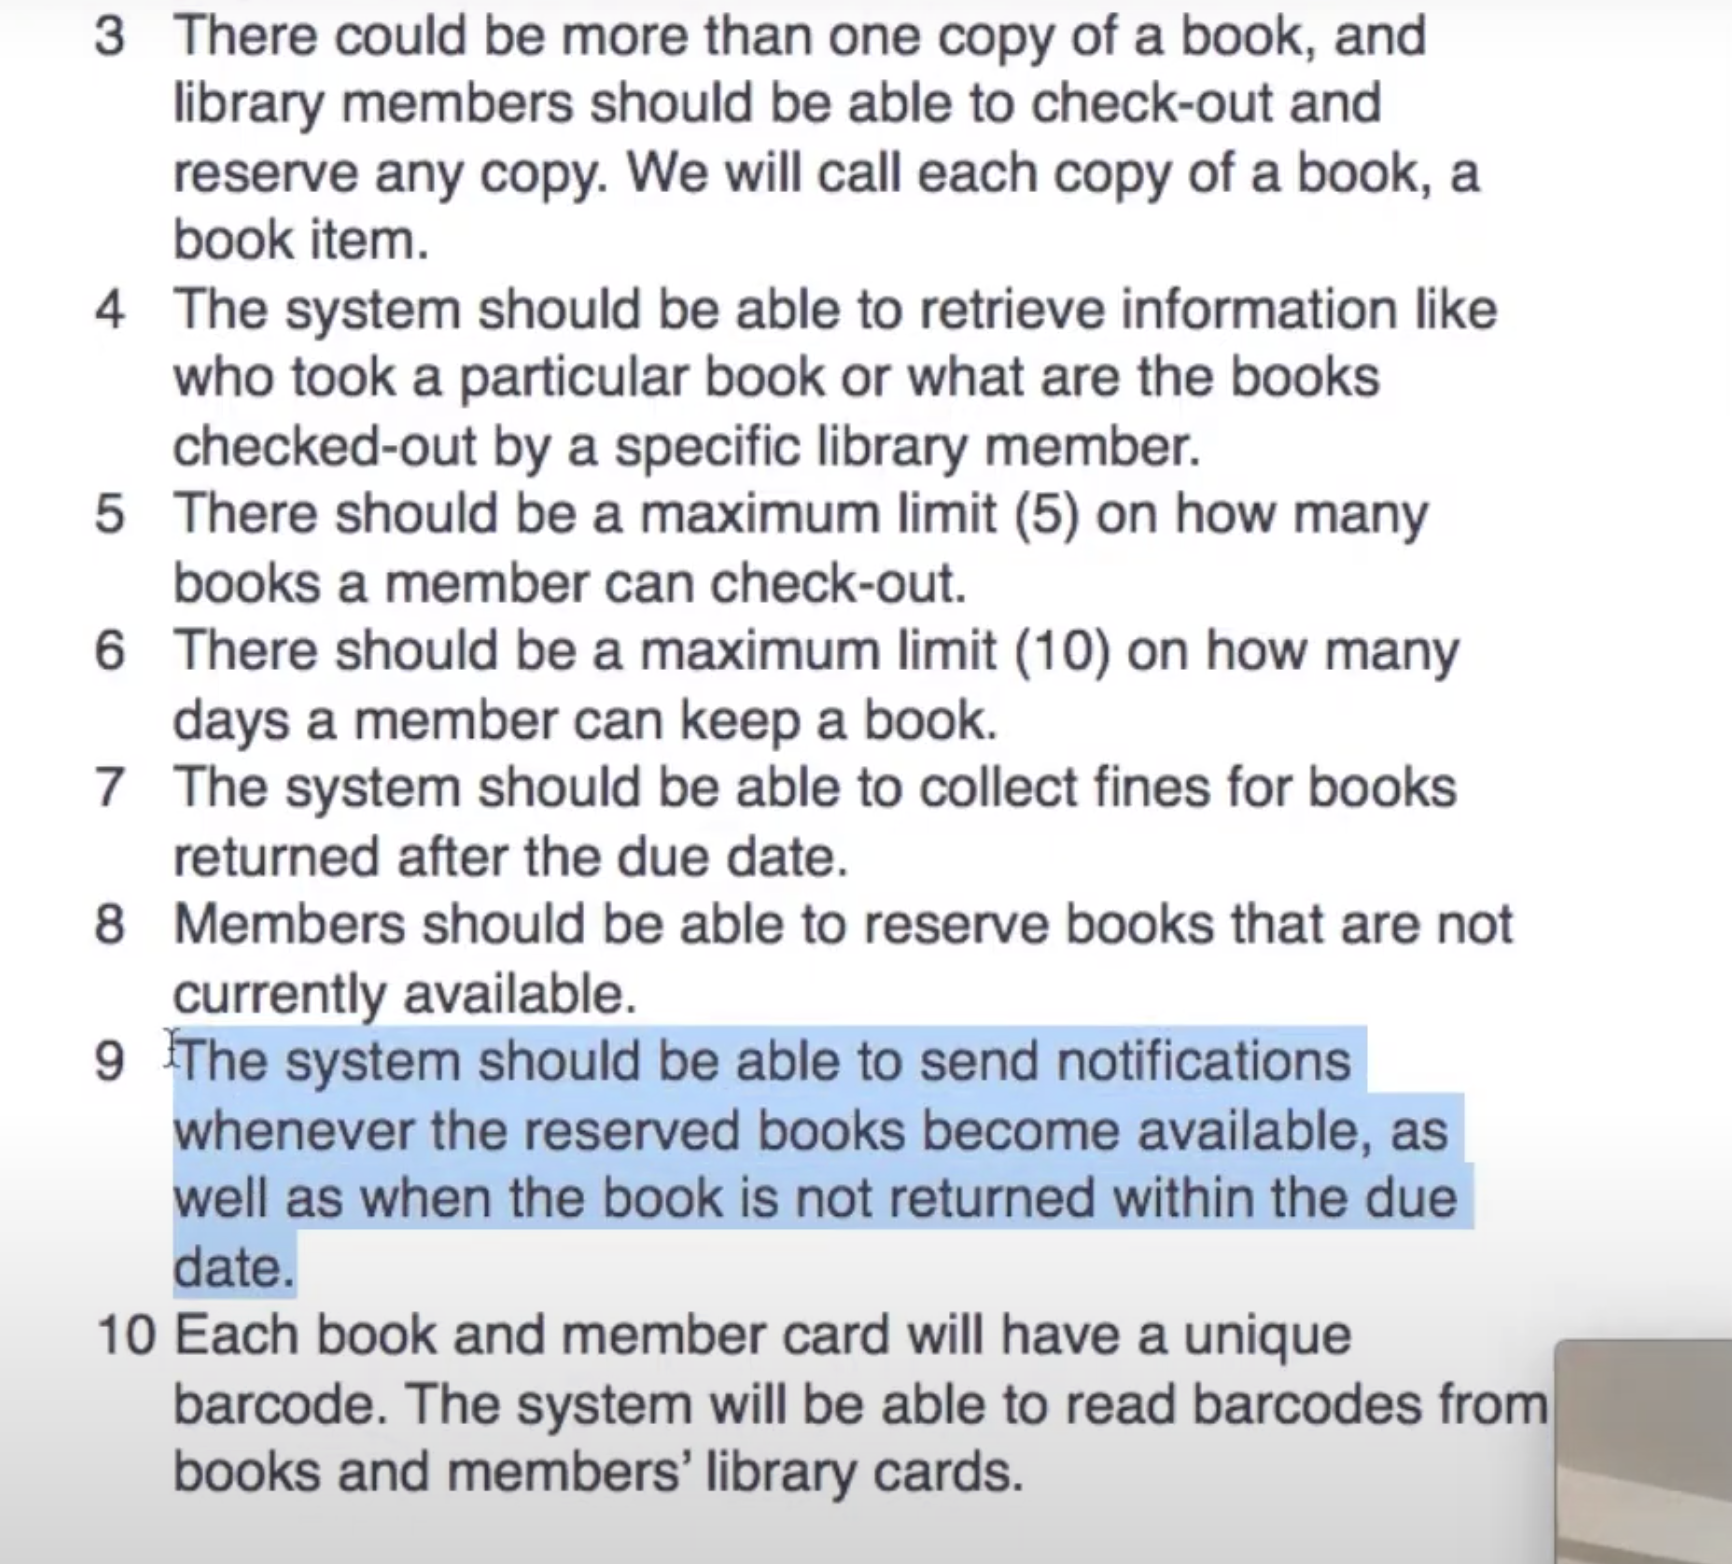 3 There could be more than one copy of a book, and
library members should be able to check-out and
reserve any copy. We will call each copy of a book, a
book item.
4 The system should be able to retrieve information like
who took a particular book or what are the books
checked-out by a specific library member.
5 There should be a maximum limit (5) on how many
books a member can check-out.
6 There should be a maximum limit (10) on how many
days a member can keep a book.
7 The system should be able to collect fines for books
returned after the due date.
8 Members should be able to reserve books that are not
currently available.
9 The system should be able to send notifications
whenever the reserved books become available, as
well as when the book is not returned within the due
date.
10 Each book and member card will have a unique
barcode. The system will be able to read barcodes from
books and members’ library cards.